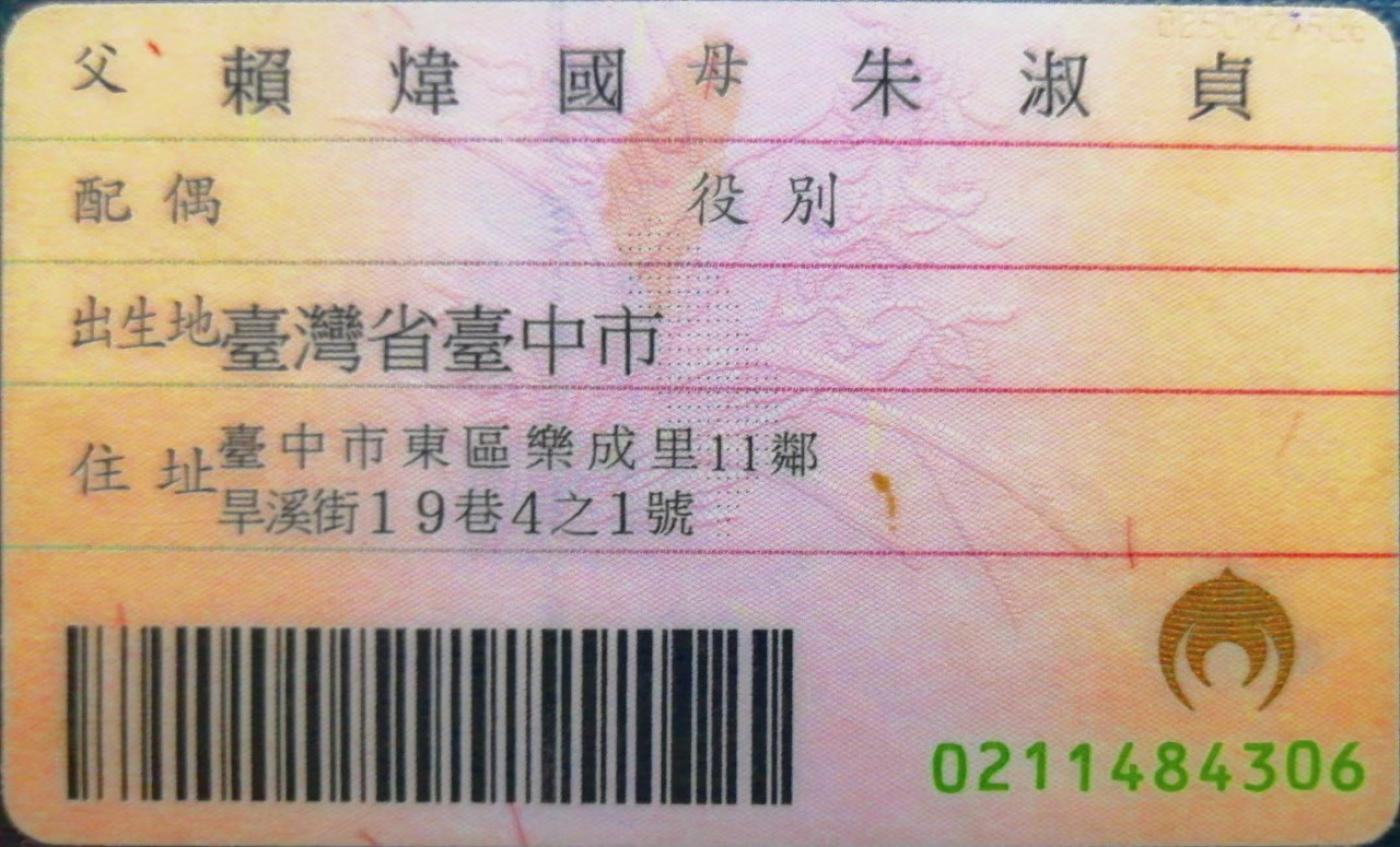 父 賴煒國 母 朱淑貞
配偶 役別
出生地 臺灣省臺中市
住址 臺中市東區樂成里11鄰
旱溪街19巷4之1號
0211484306